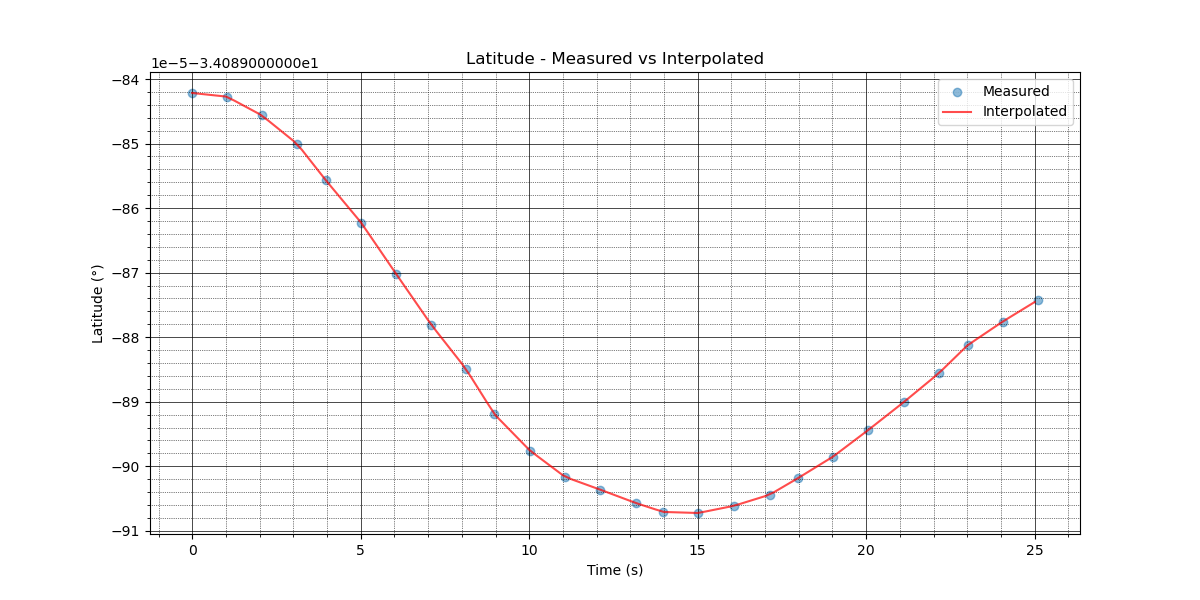 Latitude - Measured vs Interpolated
1e−5−3.4089000000e1
Measured
Interpolated
−84
−85
−86
−87
−88
−89
−90
−91
Latitude (°)
0 5 10 15 20 25
Time (s)